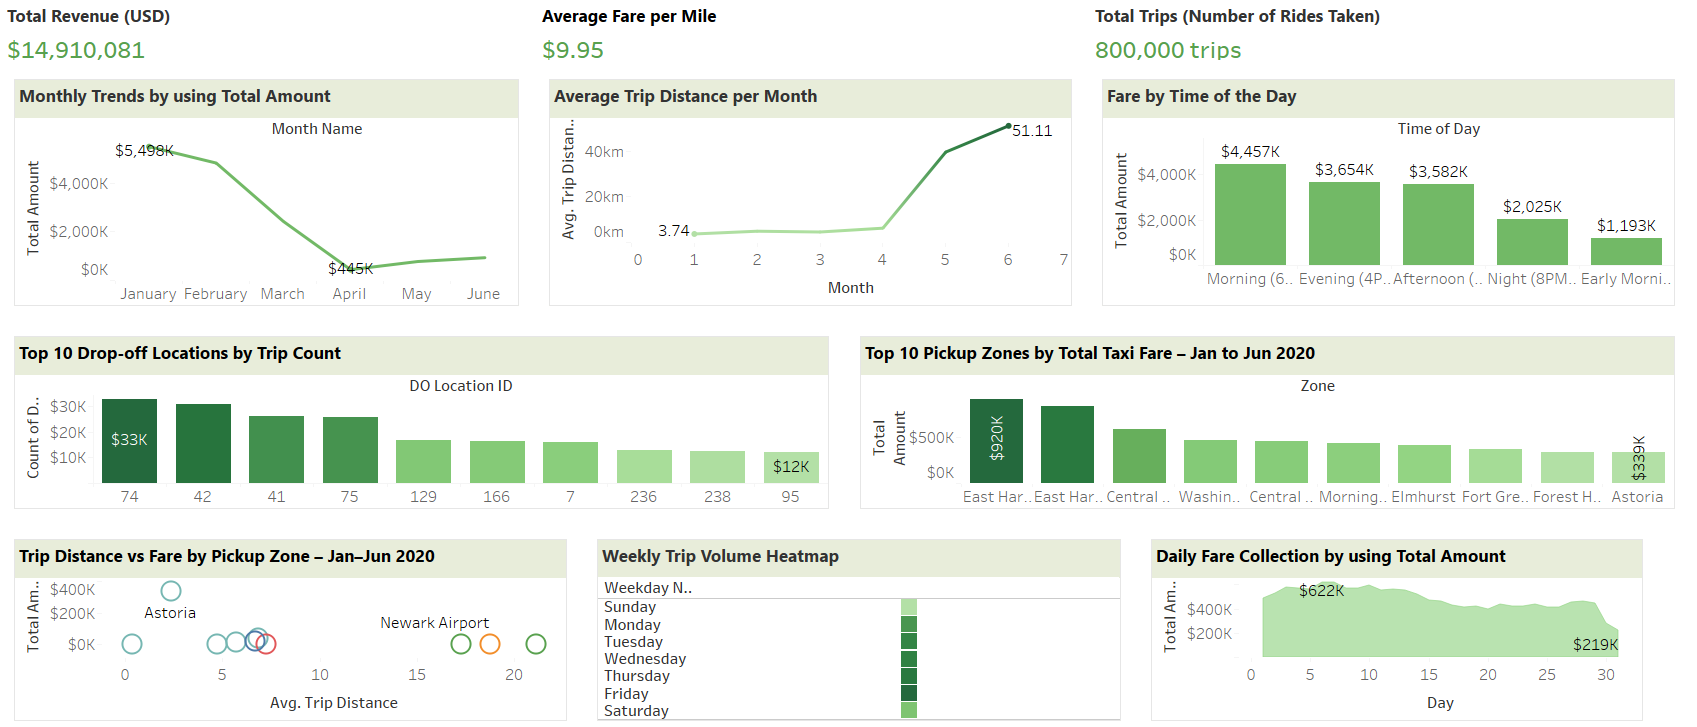 Total Revenue (USD)
$14,910,081
Average Fare per Mile
$9.95
Total Trips (Number of Rides Taken)
800,000 trips
Monthly Trends by using Total Amount
Month Name
Total Amount
$5,498K
$4,000K
$2,000K
$0K
$445K
January February March April May June
Average Trip Distance per Month
Avg. Trip Distan..
40km
20km
0km
3.74
51.11
0 1 2 3 4 5 6 7
Month
Fare by Time of the Day
Time of Day
Total Amount
$4,000K
$2,000K
$0K
$4,457K
$3,654K
$3,582K
$2,025K
$1,193K
Morning (6.. Evening (4P.. Afternoon (.. Night (8PM.. Early Morni..
Top 10 Drop-off Locations by Trip Count
DO Location ID
Count of D..
$30K
$20K
$10K
$33K
$12K
74 42 41 75 129 166 7 236 238 95
Top 10 Pickup Zones by Total Taxi Fare – Jan to Jun 2020
Zone
Total
Amount
$500K
$0K
$920K
$339K
East Har.. East Har.. Central .. Washin.. Central .. Morning.. Elmhurst Fort Gre.. Forest H.. Astoria
Trip Distance vs Fare by Pickup Zone – Jan–Jun 2020
Total Am..
$400K
$200K
$0K
Astoria
Newark Airport
0 5 10 15 20
Avg. Trip Distance
Weekly Trip Volume Heatmap
Weekday N..
Sunday
Monday
Tuesday
Wednesday
Thursday
Friday
Saturday
Daily Fare Collection by using Total Amount
Total Am..
$400K
$200K
$622K
$219K
0 5 10 15 20 25 30
Day